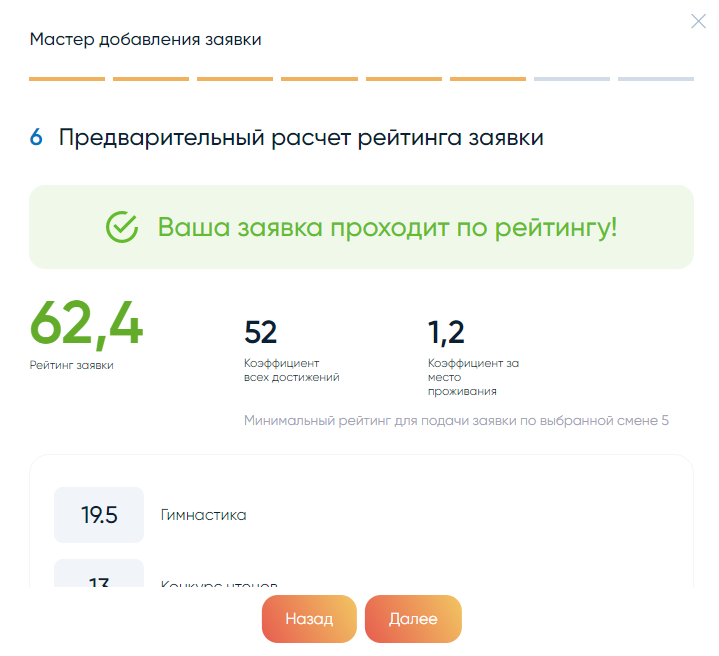 Мастер добавления заявки
6 Предварительный расчет рейтинга заявки
Ваша заявка проходит по рейтингу!
62,4
Рейтинг заявки
52
Коэффициент
всех достижений
1,2
Коэффициент за
место
проживания
Минимальный рейтинг для подачи заявки по выбранной смене 5
19.5 Гимнастика
13 Конкурс чтецов
Назад Далее